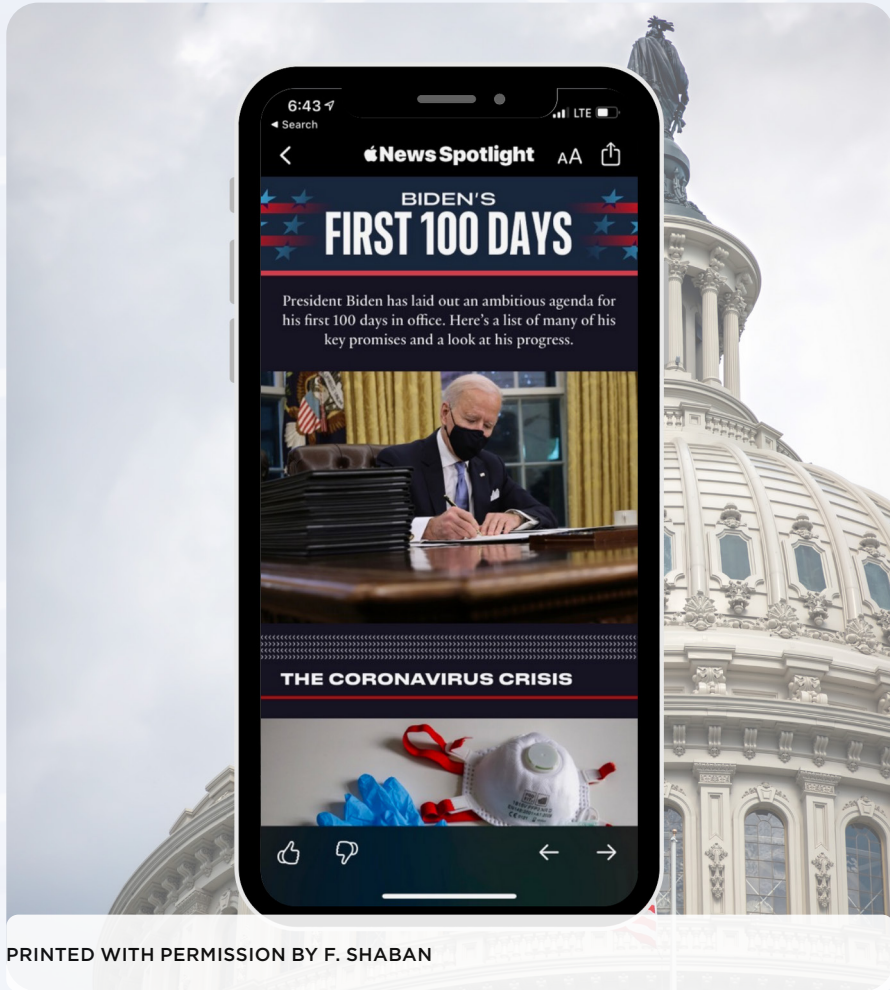 6:43
LTE
Search
News Spotlight
AA
BIDEN'S
FIRST 100 DAYS
President Biden has laid out an ambitious agenda for
his first 100 days in office. Here's a list of many of his
key promises and a look at his progress.
THE CORONAVIRUS CRISIS
PRINTED WITH PERMISSION BY F. SHABAN